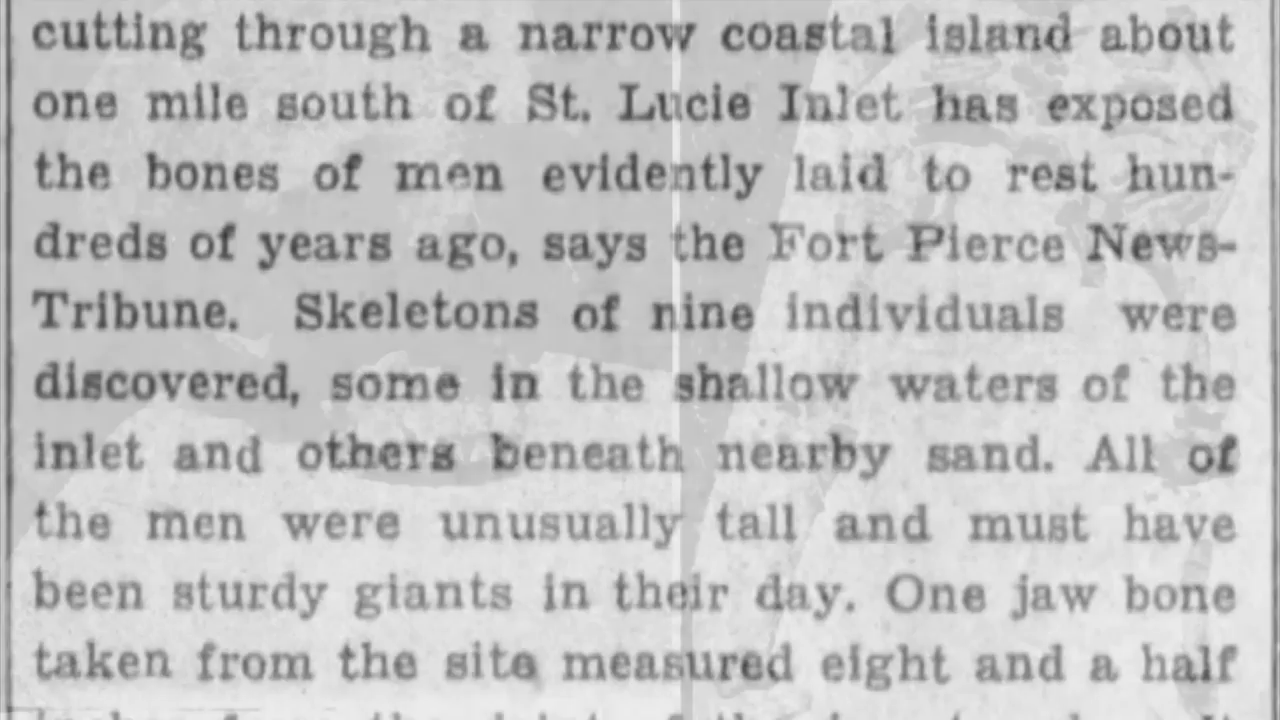 cutting through a narrow coastal island about
one mile south of St. Lucie Inlet has exposed
the bones of men evidently laid to rest hun-
dreds of years ago, says the Fort Pierce News-
Tribune. Skeletons of nine individuals were
discovered, some in the shallow waters of the
inlet and others beneath nearby sand. All of
the men were unusually tall and must have
been sturdy giants in their day. One jaw bone
taken from the site measured eight and a half